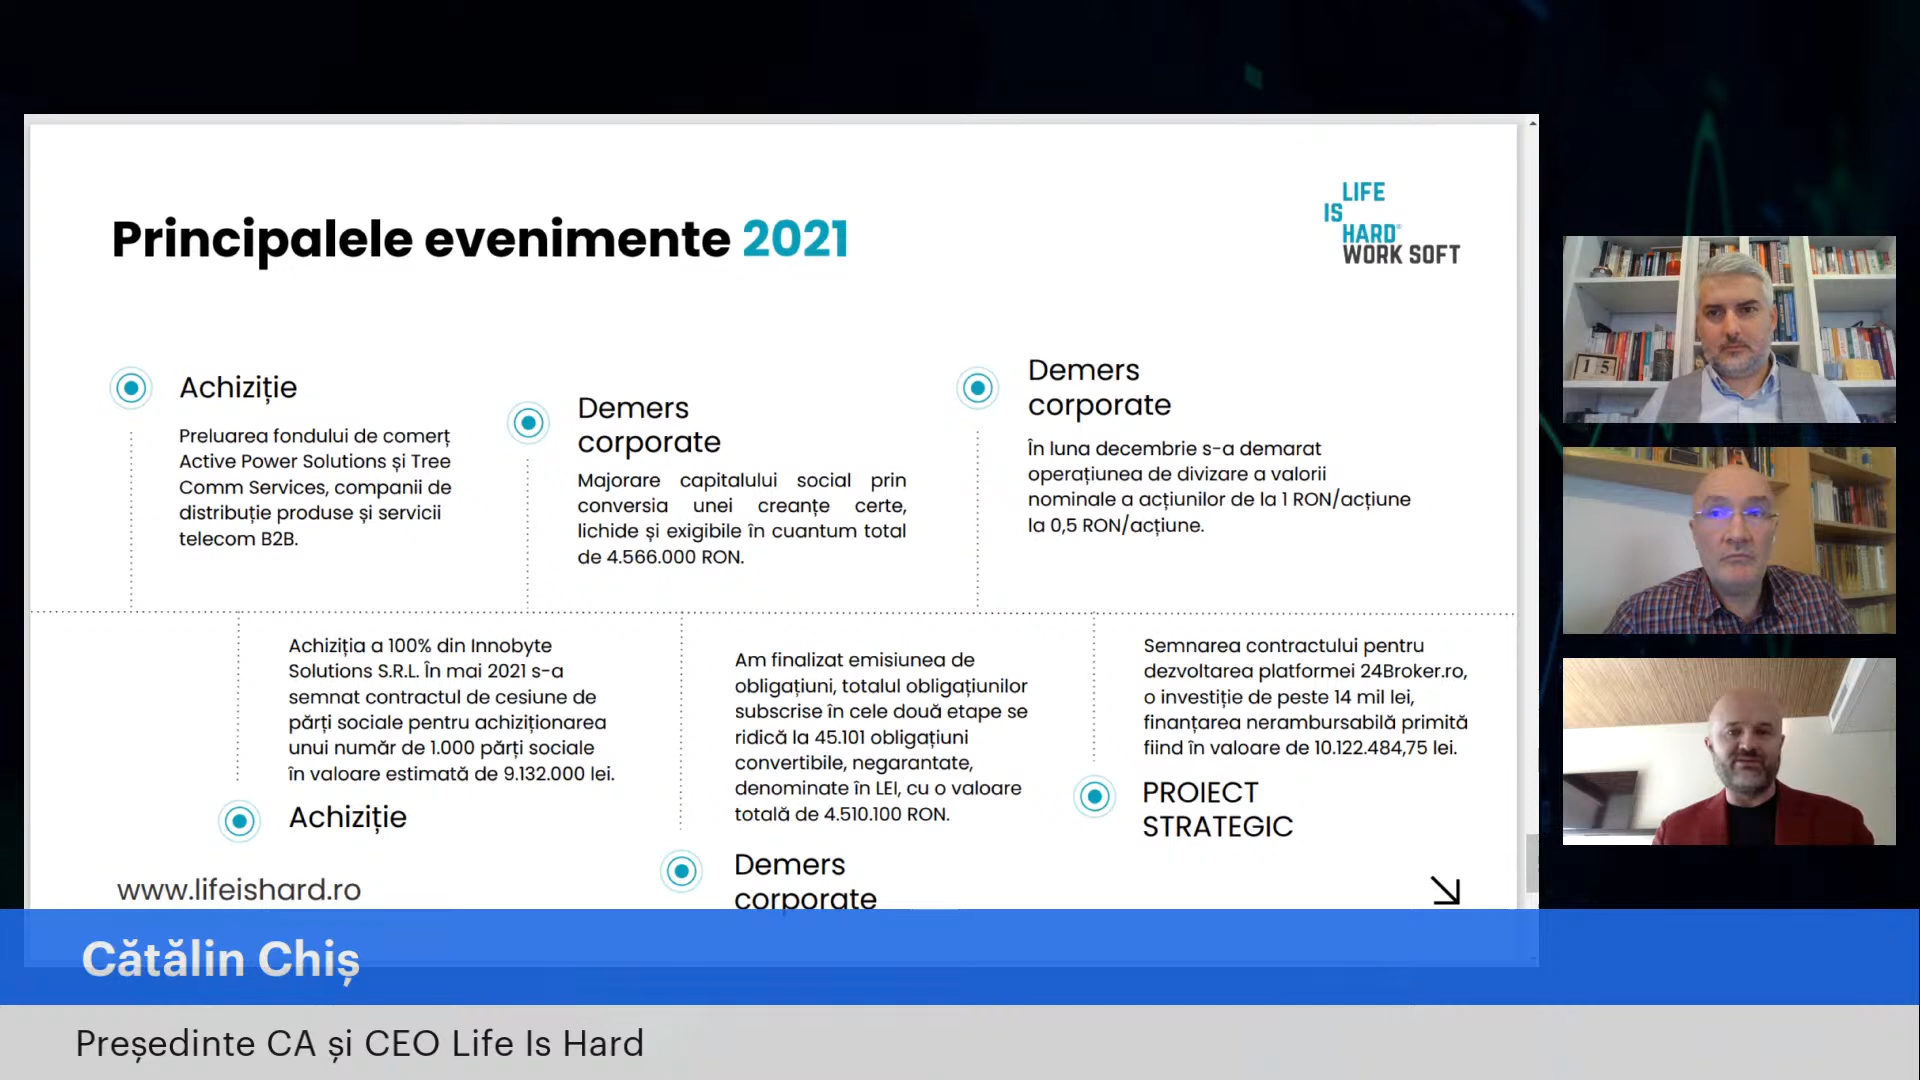 LIFE
IS
HARD®
WORK SOFT
Principalele evenimente 2021
Achiziție
Preluarea fondului de comerț
Active Power Solutions și Tree
Comm Services, companii de
distribuție produse și servicii
telecom B2B.
Demers
corporate
Majorare capitalului social prin
conversia unei creanțe certe,
lichide și exigibile în cuantum total
de 4.566.000 RON.
Demers
corporate
În luna decembrie s-a demarat
operațiunea de divizare a valorii
nominale a acțiunilor de la 1 RON/acțiune
la 0,5 RON/acțiune.
Achiziția a 100% din Innobyte
Solutions S.R.L. În mai 2021 s-a
semnat contractul de cesiune de
părți sociale pentru achiziționarea
unui număr de 1.000 părți sociale
în valoare estimată de 9.132.000 lei.
Achiziție
Am finalizat emisiunea de
obligațiuni, totalul obligațiunilor
subscrise în cele două etape se
ridică la 45.101 obligațiuni
convertibile, negarantate,
denominate în LEI, cu o valoare
totală de 4.510.100 RON.
Demers
corporate
Semnarea contractului pentru
dezvoltarea platformei 24Broker.ro,
o investiție de peste 14 mil lei,
finanțarea nerambursabilă primită
fiind în valoare de 10.122.484,75 lei.
PROIECT
STRATEGIC
www.lifeishard.ro
1 5
Cătălin Chiș
Președinte CA și CEO Life Is Hard